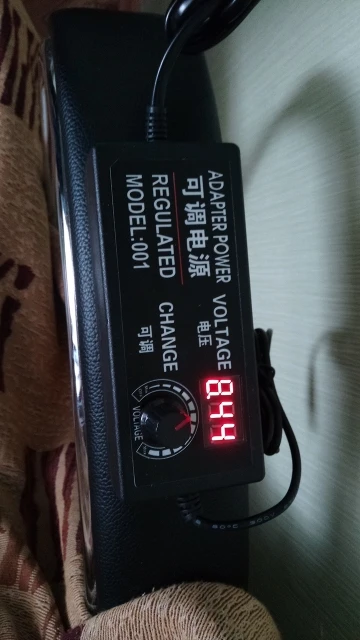 ADAPTER POWER
可调电源
REGULATED
MODEL:001
VOLTAGE
电压
8.44
CHANGE
可调
VOLTAGE